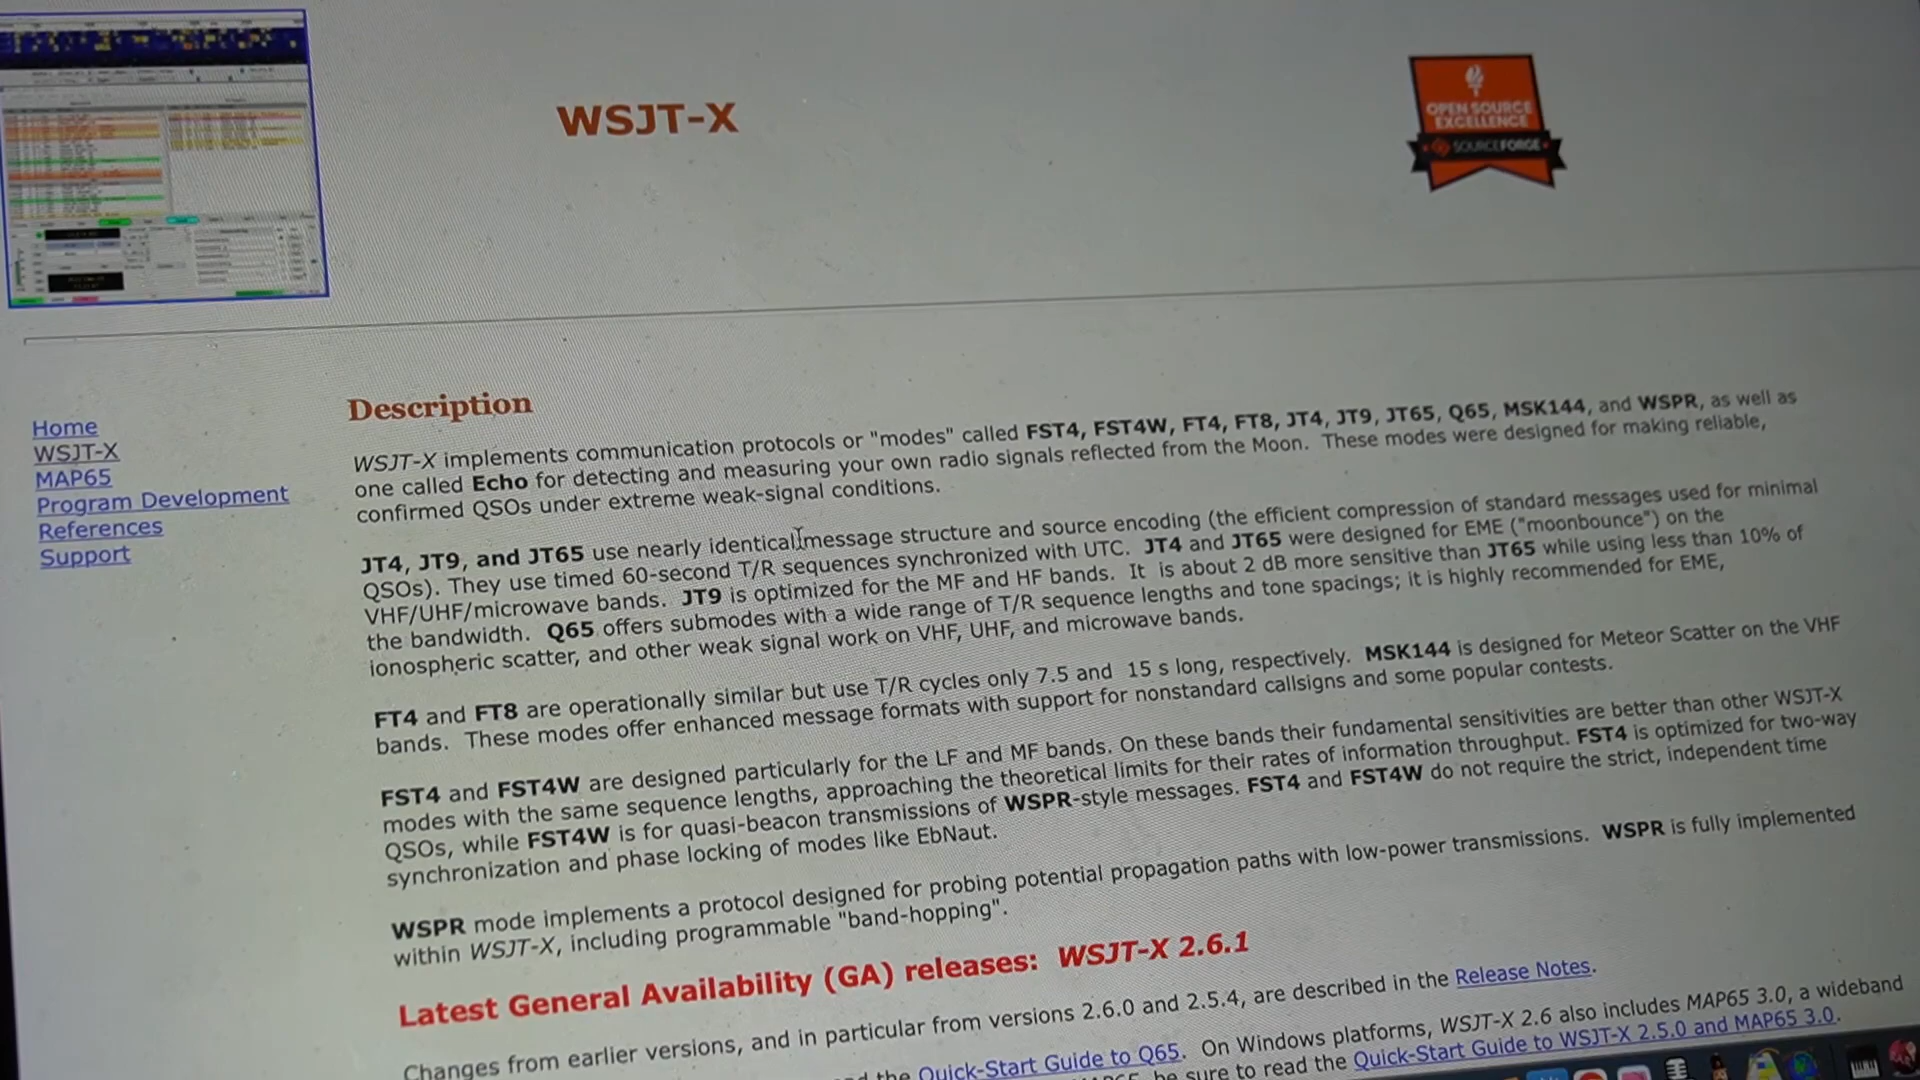 WSJT-X
OPEN SOURCE
EXCELLENCE
SOURCEFORGE
Home
WSJT-X
MAP65
Program Development
References
Support
Description
WSJT-X implements communication protocols or "modes" called FST4, FST4W, FT4, FT8, JT4, JT9, JT65, Q65, MSK144, and WSPR, as well as
one called Echo for detecting and measuring your own radio signals reflected from the Moon. These modes were designed for making reliable,
confirmed QSOs under extreme weak-signal conditions.
JT4, JT9, and JT65 use nearly identical message structure and source encoding (the efficient compression of standard messages used for minimal
QSOs). They use timed 60-second T/R sequences synchronized with UTC. JT4 and JT65 were designed for EME ("moonbounce") on the
VHF/UHF/microwave bands. JT9 is optimized for the MF and HF bands. It is about 2 dB more sensitive than JT65 while using less than 10% of
the bandwidth. Q65 offers submodes with a wide range of T/R sequence lengths and tone spacings; it is highly recommended for EME,
ionospheric scatter, and other weak signal work on VHF, UHF, and microwave bands.
FT4 and FT8 are operationally similar but use T/R cycles only 7.5 and 15 s long, respectively. MSK144 is designed for Meteor Scatter on the VHF
bands. These modes offer enhanced message formats with support for nonstandard callsigns and some popular contests.
FST4 and FST4W are designed particularly for the LF and MF bands. On these bands their fundamental sensitivities are better than other WSJT-X
modes with the same sequence lengths, approaching the theoretical limits for their rates of information throughput. FST4 is optimized for two-way
QSOs, while FST4W is for quasi-beacon transmissions of WSPR-style messages. FST4 and FST4W do not require the strict, independent time
synchronization and phase locking of modes like EbNaut.
WSPR mode implements a protocol designed for probing potential propagation paths with low-power transmissions. WSPR is fully implemented
within WSJT-X, including programmable "band-hopping".
Latest General Availability (GA) releases: WSJT-X 2.6.1
Changes from earlier versions, and in particular from versions 2.6.0 and 2.5.4, are described in the Release Notes.
the Quick-Start Guide to Q65. On Windows platforms, WSJT-X 2.6 also includes MAP65 3.0, a wideband
be sure to read the Quick-Start Guide to WSJT-X 2.5.0 and MAP65 3.0.